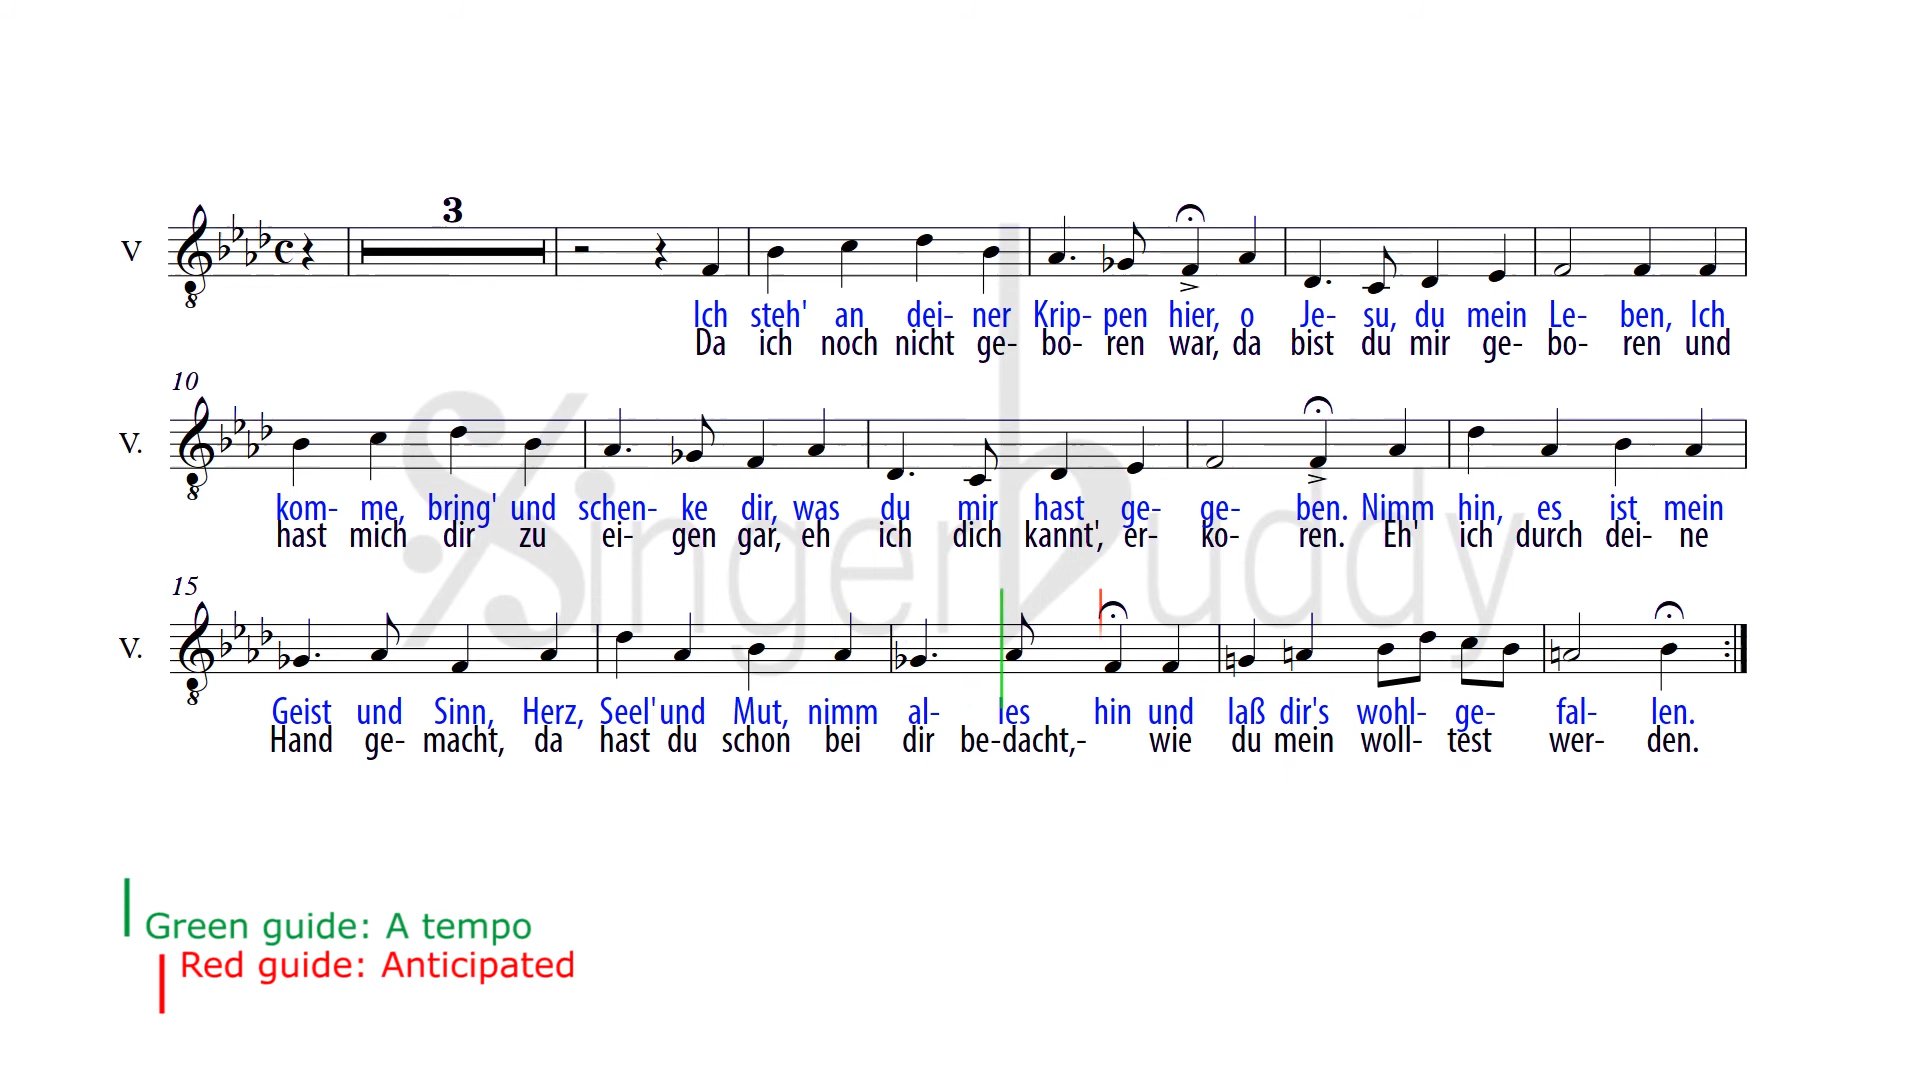 3
V
8
Ich steh' an dei- ner Krip- pen hier, o Je- su, du mein Le- ben, Ich
Da ich noch nicht ge- bo- ren war, da bist du mir ge- bo- ren und
10
V.
8
kom- me, bring' und schen- ke dir, was du mir hast ge- ge- ben. Nimm hin, es ist mein
hast mich dir zu ei- gen gar, eh ich dich kannt', er- ko- ren. Eh' ich durch dei- ne
Singerbuddy
15
V.
8
Geist und Sinn, Herz, Seel'und Mut, nimm al- les hin und laß dir's wohl- ge- fal- len.
Hand ge- macht, da hast du schon bei dir be-dacht,- wie du mein woll- test wer- den.
Green guide: A tempo
Red guide: Anticipated